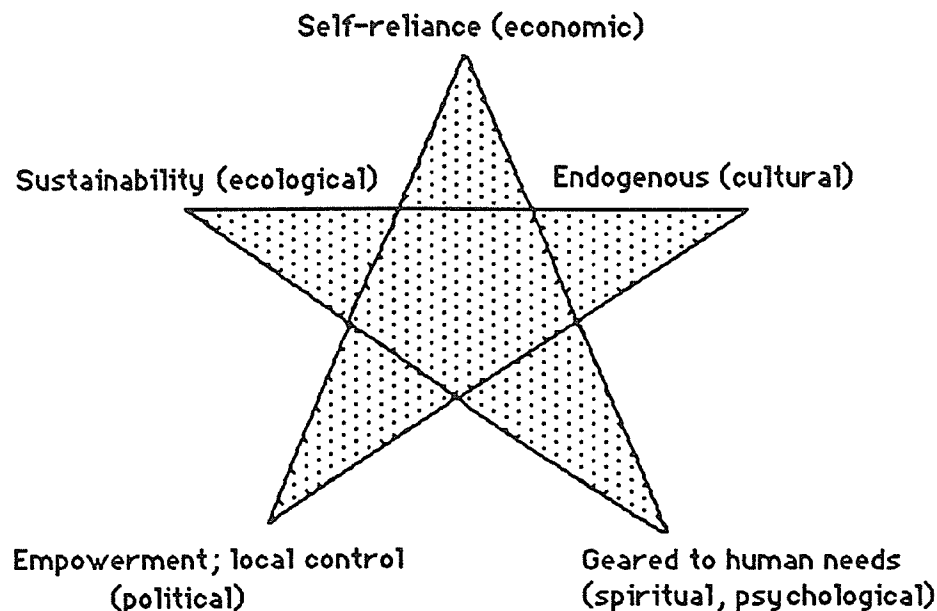 Self-reliance (economic)
Sustainability (ecological)
Endogenous (cultural)
Empowerment; local control
(political)
Geared to human needs
(spiritual, psychological)